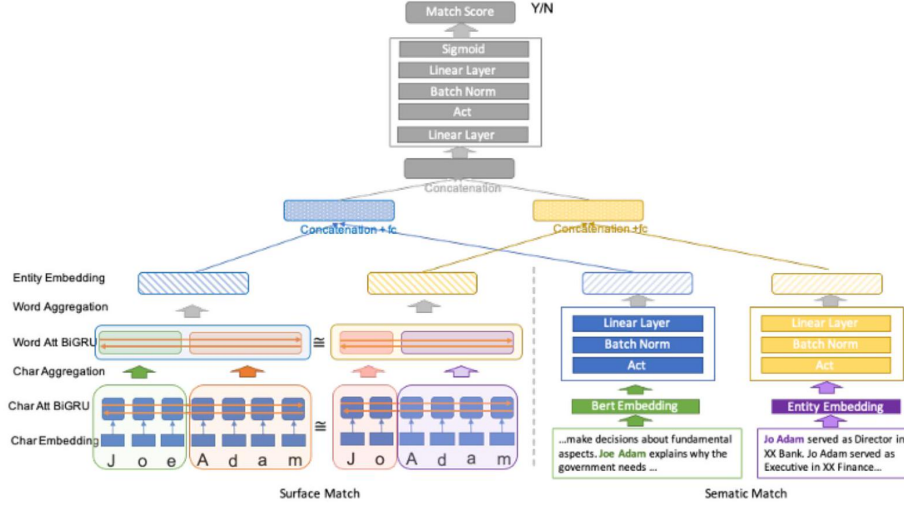 Match Score Y/N
Sigmoid
Linear Layer
Batch Norm
Act
Linear Layer
Concatenation
Concatenation + fc
Concatenation +fc
Entity Embedding
Word Aggregation
Word Att BiGRU
≅
Char Aggregation
Char Att BiGRU
≅
Char Embedding
J o e A d a m
J o A d a m
Surface Match
Linear Layer
Batch Norm
Act
Bert Embedding
...make decisions about fundamental
aspects. Joe Adam explains why the
government needs ...
Linear Layer
Batch Norm
Act
Entity Embedding
Jo Adam served as Director in
XX Bank. Jo Adam served as
Executive in XX Finance...
Sematic Match